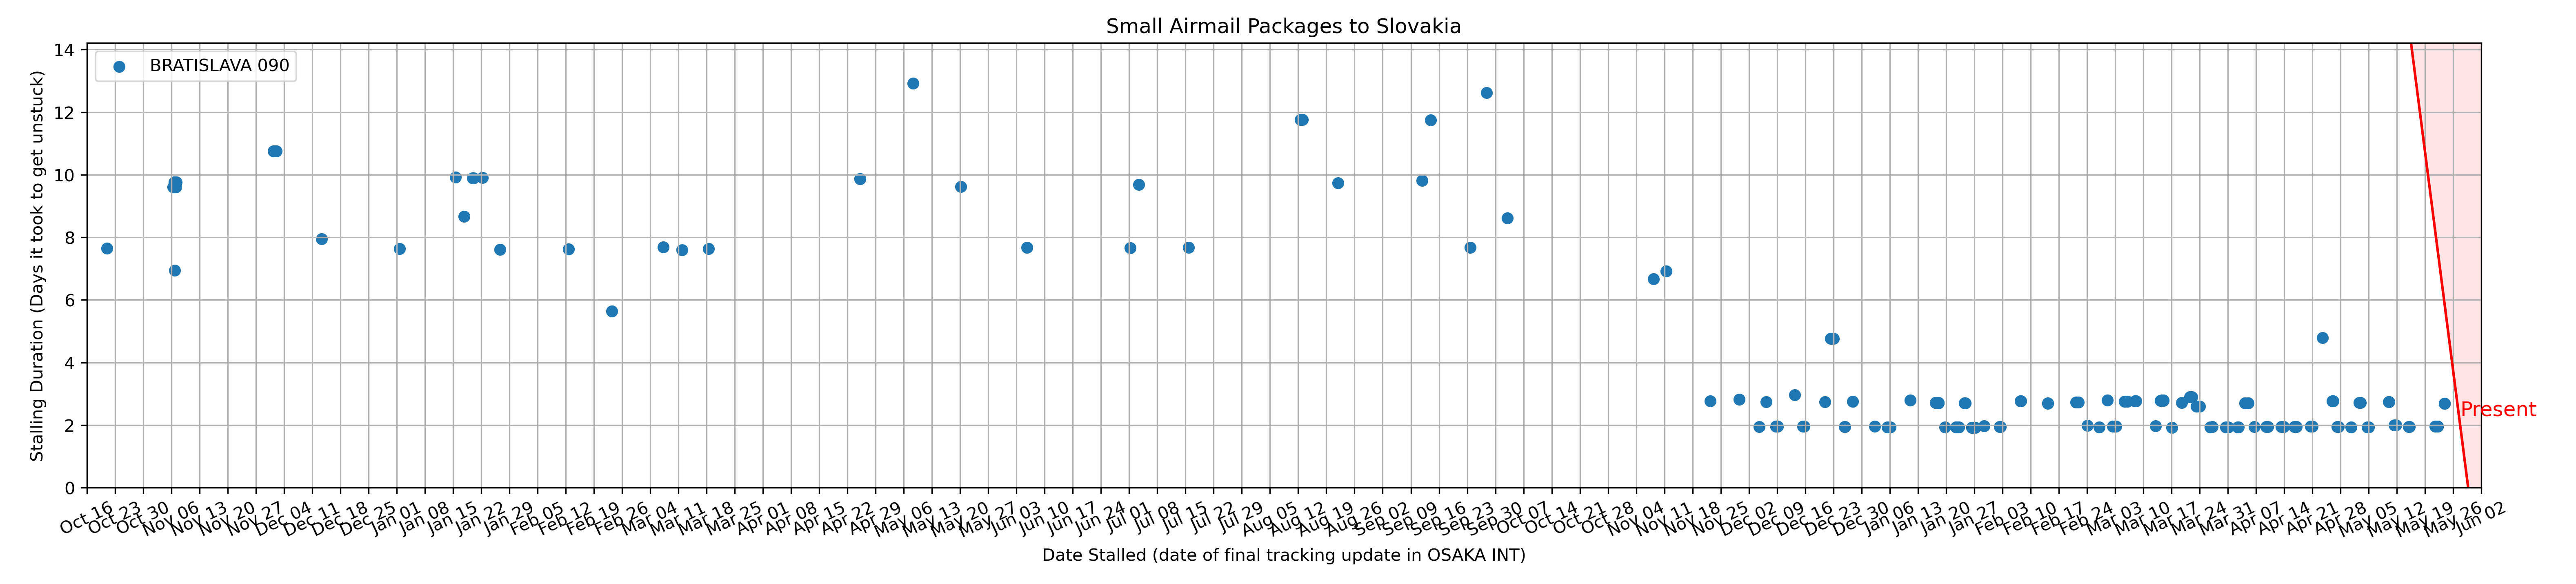 Small Airmail Packages to Slovakia
BRATISLAVA 090
Stalling Duration (Days it took to get unstuck)
14
12
10
8
6
4
2
0
Present
Oct 16 Oct 23 Oct 30 Nov 06 Nov 13 Nov 20 Nov 27 Dec 04 Dec 11 Dec 18 Dec 25 Jan 01 Jan 08 Jan 15 Jan 22 Jan 29 Feb 05 Feb 12 Feb 19 Feb 26 Mar 04 Mar 11 Mar 18 Mar 25 Apr 01 Apr 08 Apr 15 Apr 22 Apr 29 May 06 May 13 May 20 May 27 Jun 03 Jun 10 Jun 17 Jun 24 Jul 01 Jul 08 Jul 15 Jul 22 Jul 29 Aug 05 Aug 12 Aug 19 Aug 26 Sep 02 Sep 09 Sep 16 Sep 23 Sep 30 Oct 07 Oct 14 Oct 21 Oct 28 Nov 04 Nov 11 Nov 18 Nov 25 Dec 02 Dec 09 Dec 16 Dec 23 Dec 30 Jan 06 Jan 13 Jan 20 Jan 27 Feb 03 Feb 10 Feb 17 Feb 24 Mar 03 Mar 10 Mar 17 Mar 24 Mar 31 Apr 07 Apr 14 Apr 21 Apr 28 May 05 May 12 May 19 May 26 Jun 02
Date Stalled (date of final tracking update in OSAKA INT)